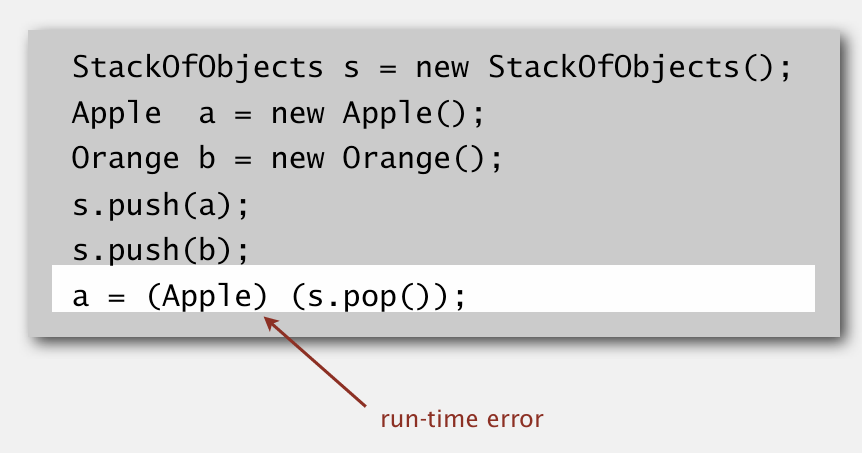 StackOfObjects s = new StackOfObjects();
Apple  a = new Apple();
Orange b = new Orange();
s.push(a);
s.push(b);
a = (Apple) (s.pop());
run-time error